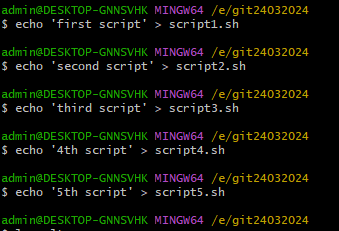 admin@DESKTOP-GNNSVHK MINGW64 /e/git24032024
$ echo 'first script' > script1.sh
admin@DESKTOP-GNNSVHK MINGW64 /e/git24032024
$ echo 'second script' > script2.sh
admin@DESKTOP-GNNSVHK MINGW64 /e/git24032024
$ echo 'third script' > script3.sh
admin@DESKTOP-GNNSVHK MINGW64 /e/git24032024
$ echo '4th script' > script4.sh
admin@DESKTOP-GNNSVHK MINGW64 /e/git24032024
$ echo '5th script' > script5.sh
admin@DESKTOP-GNNSVHK MINGW64 /e/git24032024
$